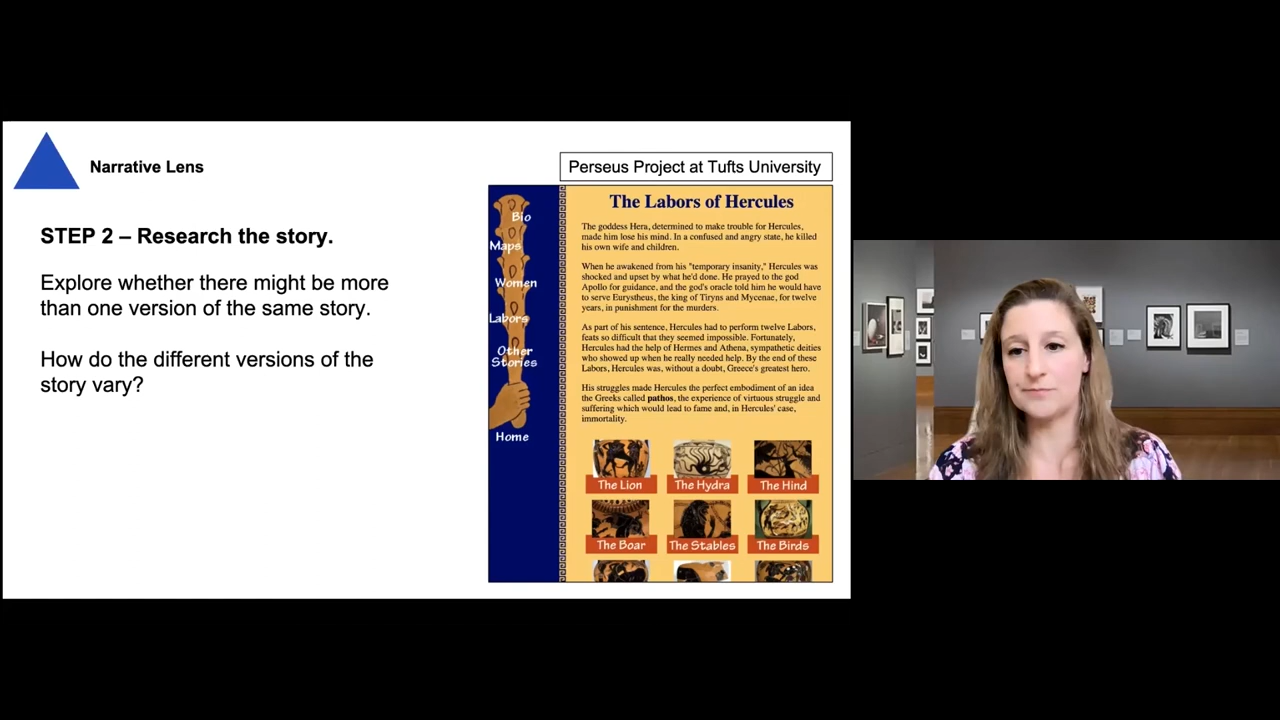 Narrative Lens
STEP 2 – Research the story.
Explore whether there might be more
than one version of the same story.
How do the different versions of the
story vary?
Perseus Project at Tufts University
Bio
Maps
Women
Labors
Other
Stories
Home
The Labors of Hercules
The goddess Hera, determined to make trouble for Hercules,
made him lose his mind. In a confused and angry state, he killed
his own wife and children.
When he awakened from his "temporary insanity," Hercules was
shocked and upset by what he'd done. He prayed to the god
Apollo for guidance, and the god's oracle told him he would have
to serve Eurystheus, the king of Tiryns and Mycenae, for twelve
years, in punishment for the murders.
As part of his sentence, Hercules had to perform twelve Labors,
feats so difficult that they seemed impossible. Fortunately,
Hercules had the help of Hermes and Athena, sympathetic deities
who showed up when he really needed help. By the end of these
Labors, Hercules was, without a doubt, Greece's greatest hero.
His struggles made Hercules the perfect embodiment of an idea
the Greeks called pathos, the experience of virtuous struggle and
suffering which would lead to fame and, in Hercules' case,
immortality.
The Lion
The Hydra
The Hind
The Boar
The Stables
The Birds